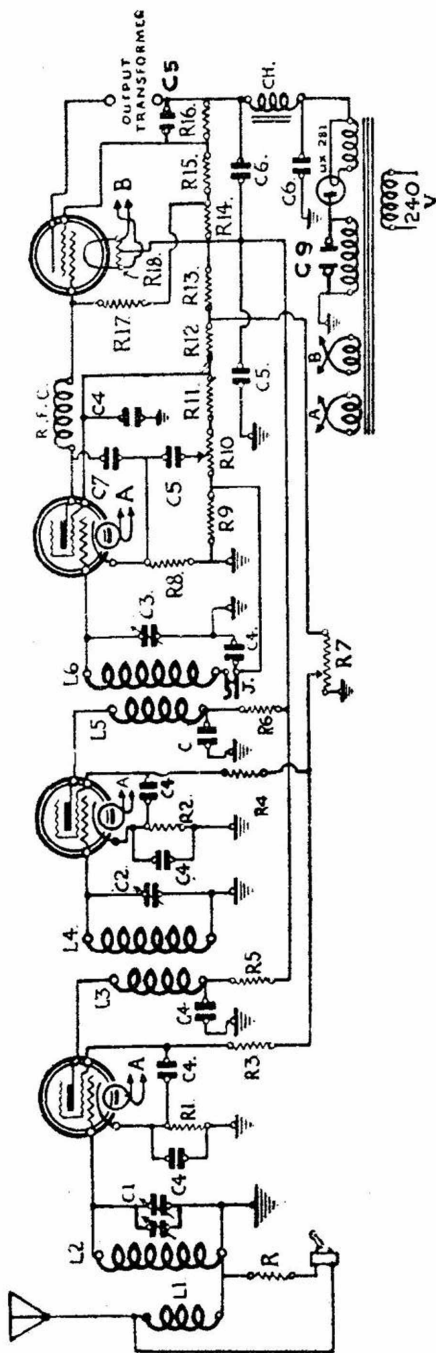 L1
L2
R
C1
C4
A
R1.
C4.
R3
L3
C4
R5
L4
C2
C4
A
R2
C4
R4
L5
C
R6
L6
C3
C4.
J.
R7
A
R8
R9
C7
C4
C5
R10
R11.
R.F.C.
R12
R13.
R14
R15.
R16.
R17
R18.
B
OUTPUT
TRANSFORMER
C5
C5.
C6.
CH.
C6.
UX 281
C9
A
B
240
V